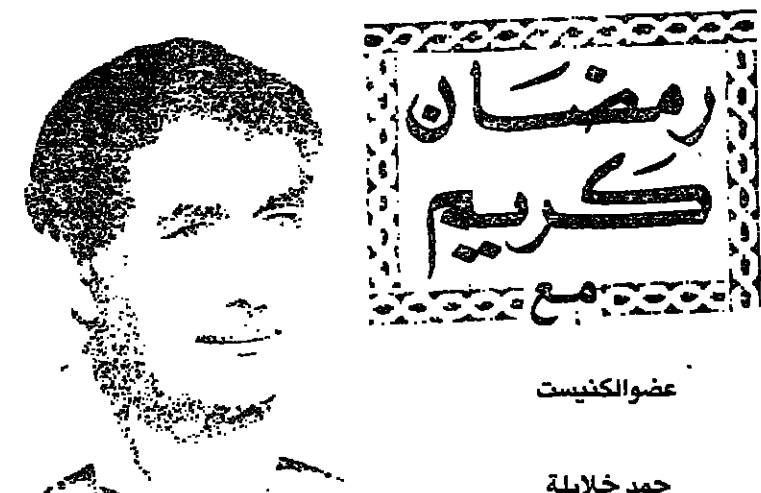 رمضان
كريم
مع
عضو الكنيست
حمد خلايلة